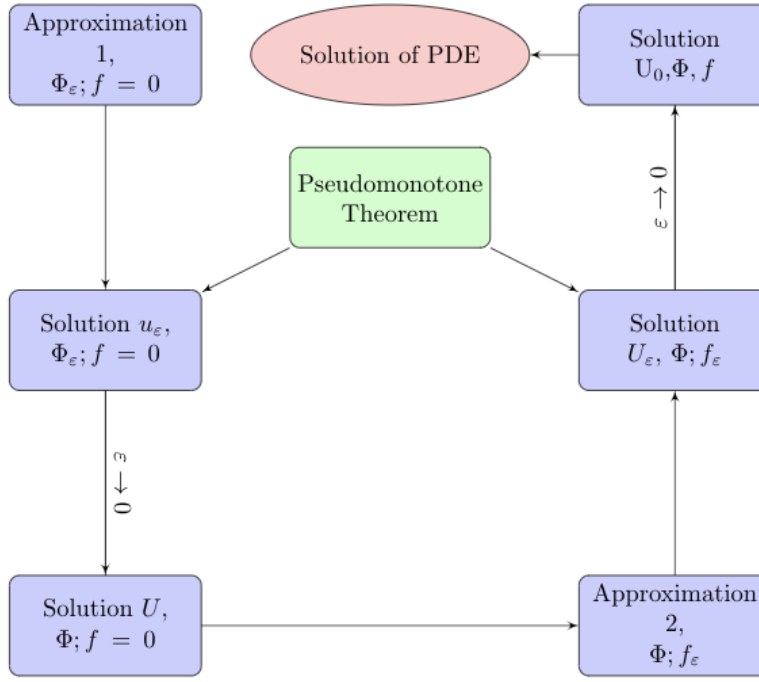 Approximation
1,
Φ_ε; f = 0
Solution of PDE
Solution
U₀,Φ, f
Pseudomonotone
Theorem
ε → 0
Solution u_ε,
Φ_ε; f = 0
Solution
U_ε, Φ; f_ε
ε → 0
Solution U,
Φ; f = 0
Approximation
2,
Φ; f_ε